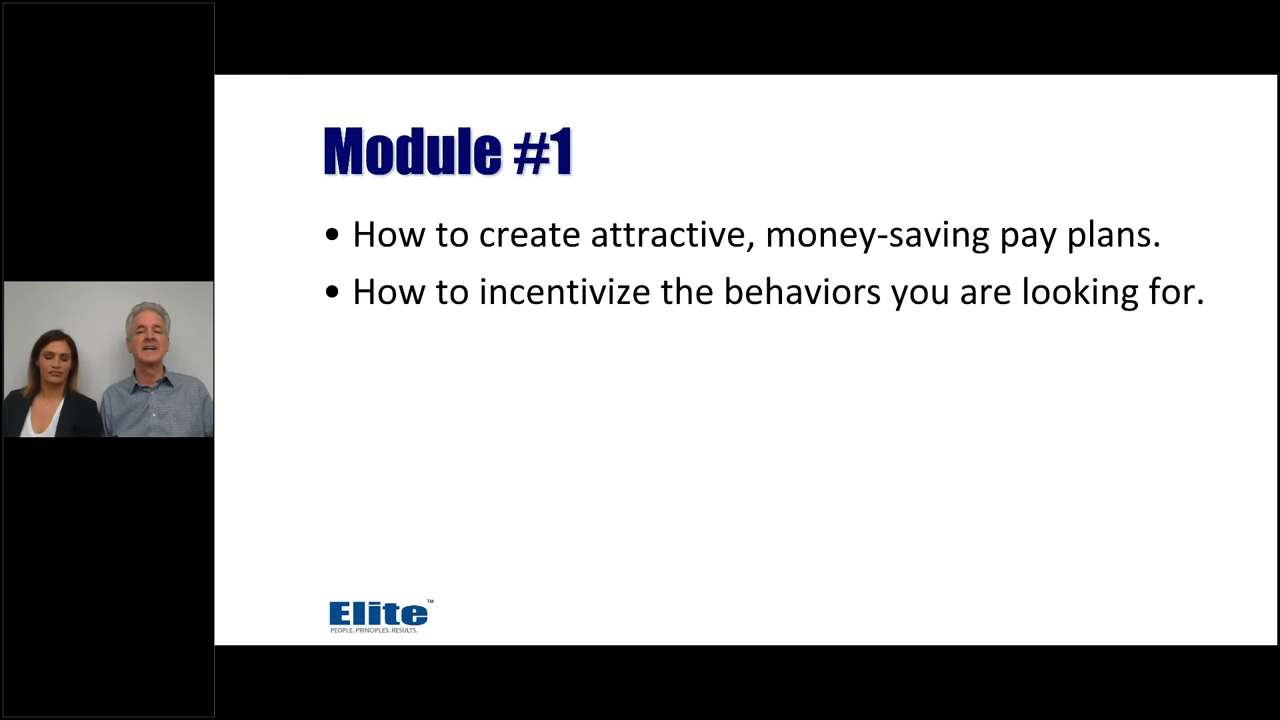 Module #1
• How to create attractive, money-saving pay plans.
• How to incentivize the behaviors you are looking for.
Elite™
PEOPLE. PRINCIPLES. RESULTS.